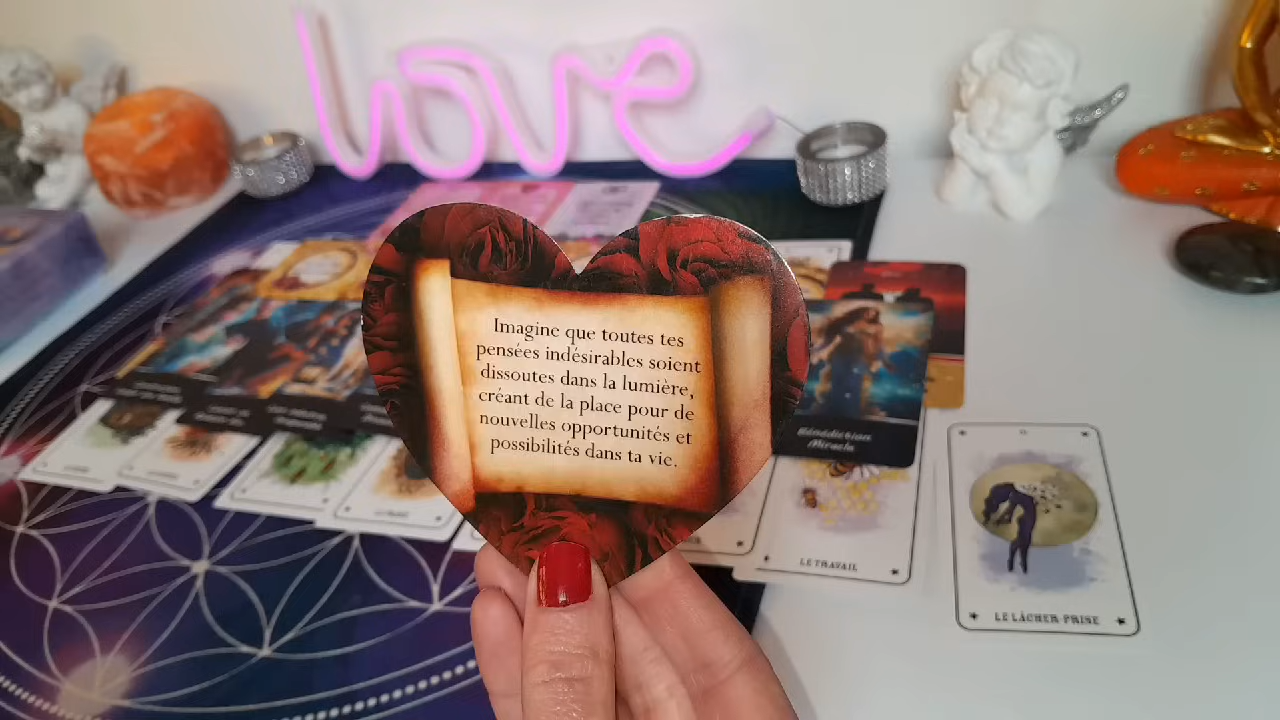 love
Imagine que toutes tes
pensées indésirables soient
dissoutes dans la lumière,
créant de la place pour de
nouvelles opportunités et
possibilités dans ta vie.
Bénédiction
Miracle
LE TRAVAIL
LE LÂCHER-PRISE